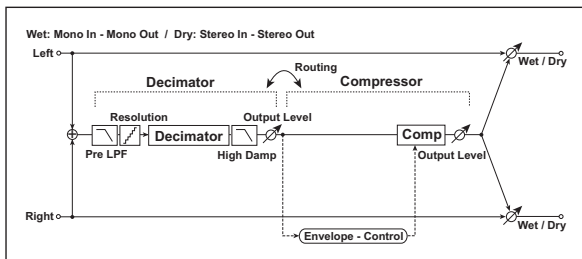 Wet: Mono In - Mono Out / Dry: Stereo In - Stereo Out
Left
Wet / Dry
Routing
Decimator
Compressor
Resolution
Output Level
Decimator
Comp
Pre LPF
High Damp
Output Level
Right
Wet / Dry
Envelope - Control